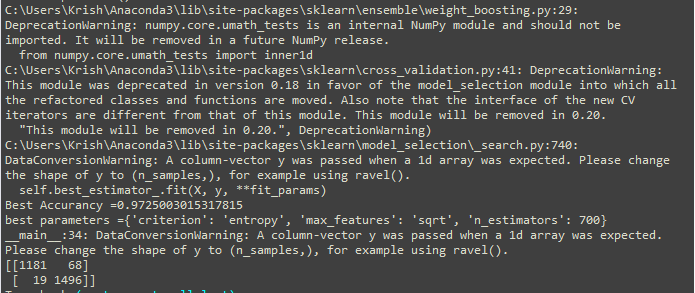 C:\Users\Krish\Anaconda3\lib\site-packages\sklearn\ensemble\weight_boosting.py:29:
DeprecationWarning: numpy.core.umath_tests is an internal NumPy module and should not be
imported. It will be removed in a future NumPy release.
  from numpy.core.umath_tests import inner1d
C:\Users\Krish\Anaconda3\lib\site-packages\sklearn\cross_validation.py:41: DeprecationWarning:
This module was deprecated in version 0.18 in favor of the model_selection module into which all
the refactored classes and functions are moved. Also note that the interface of the new CV
iterators are different from that of this module. This module will be removed in 0.20.
  "This module will be removed in 0.20.", DeprecationWarning)
C:\Users\Krish\Anaconda3\lib\site-packages\sklearn\model_selection\_search.py:740:
DataConversionWarning: A column-vector y was passed when a 1d array was expected. Please change
the shape of y to (n_samples,), for example using ravel().
  self.best_estimator_.fit(X, y, **fit_params)
Best Accurancy =0.9725003015317815
best parameters ={'criterion': 'entropy', 'max_features': 'sqrt', 'n_estimators': 700}
__main__:34: DataConversionWarning: A column-vector y was passed when a 1d array was expected.
Please change the shape of y to (n_samples,), for example using ravel().
[[1181   68]
 [  19 1496]]